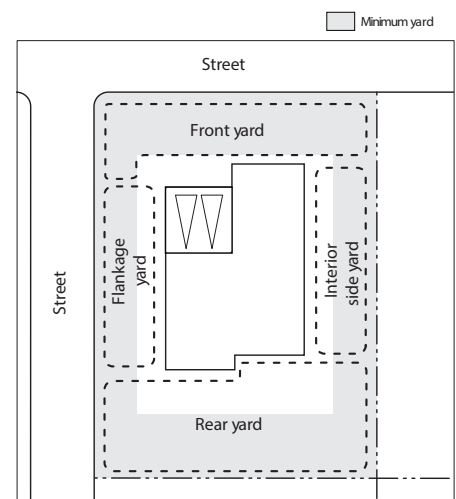 Minimum yard
Street
Front yard
Flankage
yard
Interior
side yard
Street
Rear yard